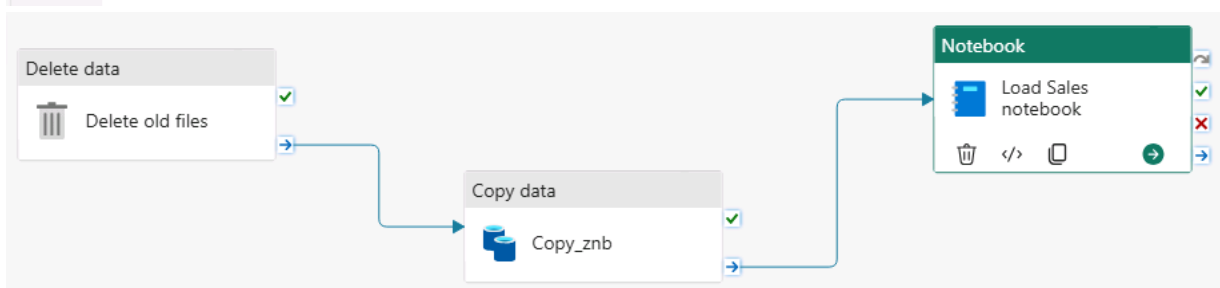 Delete data
Delete old files
Copy data
Copy_znb
Notebook
Load Sales
notebook